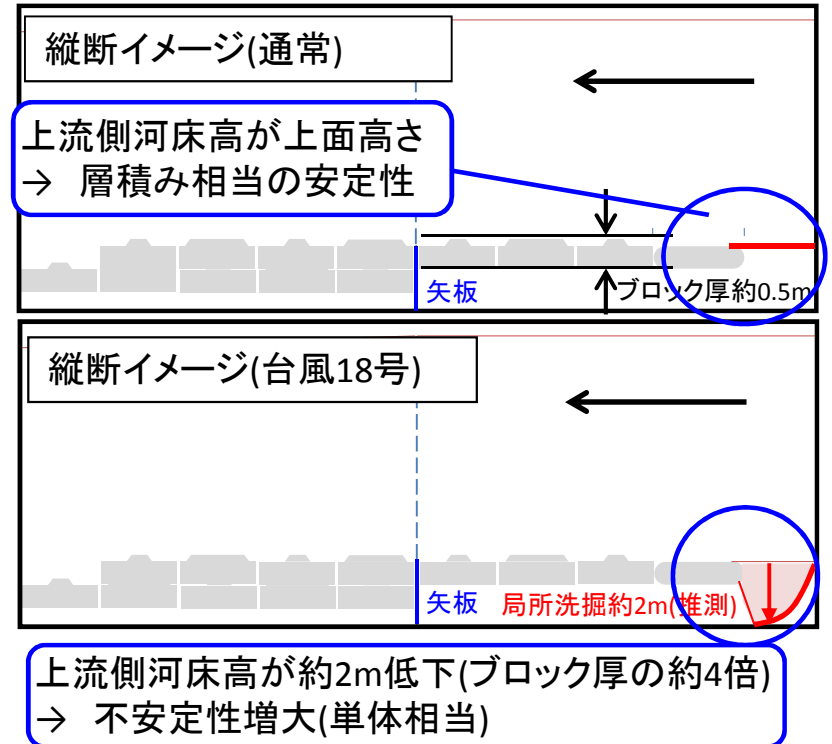 縦断イメージ(通常)
上流側河床高が上面高さ
→ 層積み相当の安定性
矢板
ブロック厚約0.5m
縦断イメージ(台風18号)
矢板
局所洗掘約2m(推測)
上流側河床高が約2m低下(ブロック厚の約4倍)
→ 不安定性増大(単体相当)